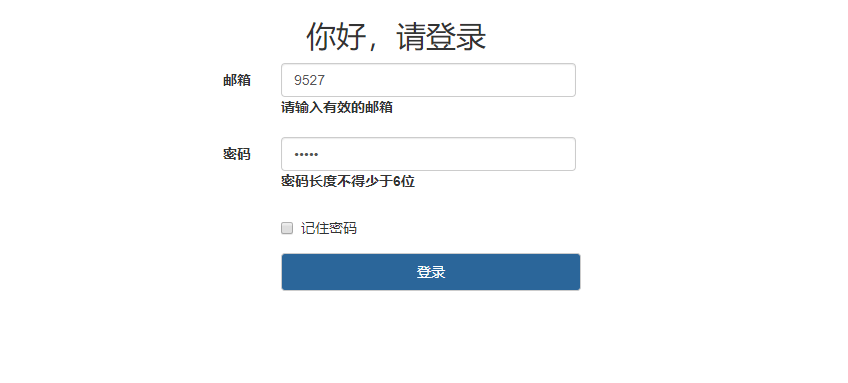 你好，请登录
邮箱 9527
请输入有效的邮箱
密码 •••••
密码长度不得少于6位
记住密码
登录